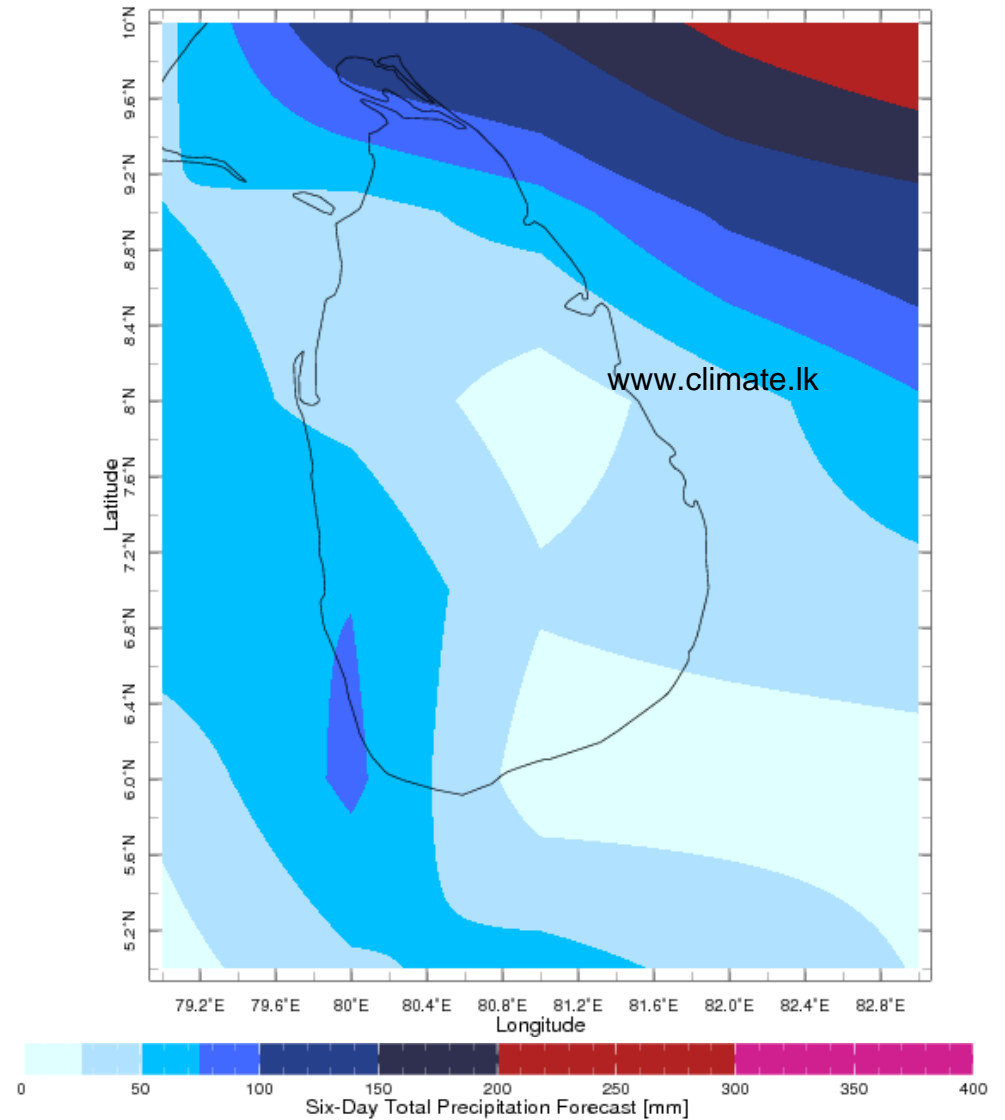 10°N
9.6°N
9.2°N
8.8°N
8.4°N
8°N
7.6°N
7.2°N
6.8°N
6.4°N
6.0°N
5.6°N
5.2°N
Latitude
www.climate.lk
79.2°E 79.6°E 80°E 80.4°E 80.8°E 81.2°E 81.6°E 82.0°E 82.4°E 82.8°E
Longitude
0 50 100 150 200 250 300 350 400
Six-Day Total Precipitation Forecast [mm]